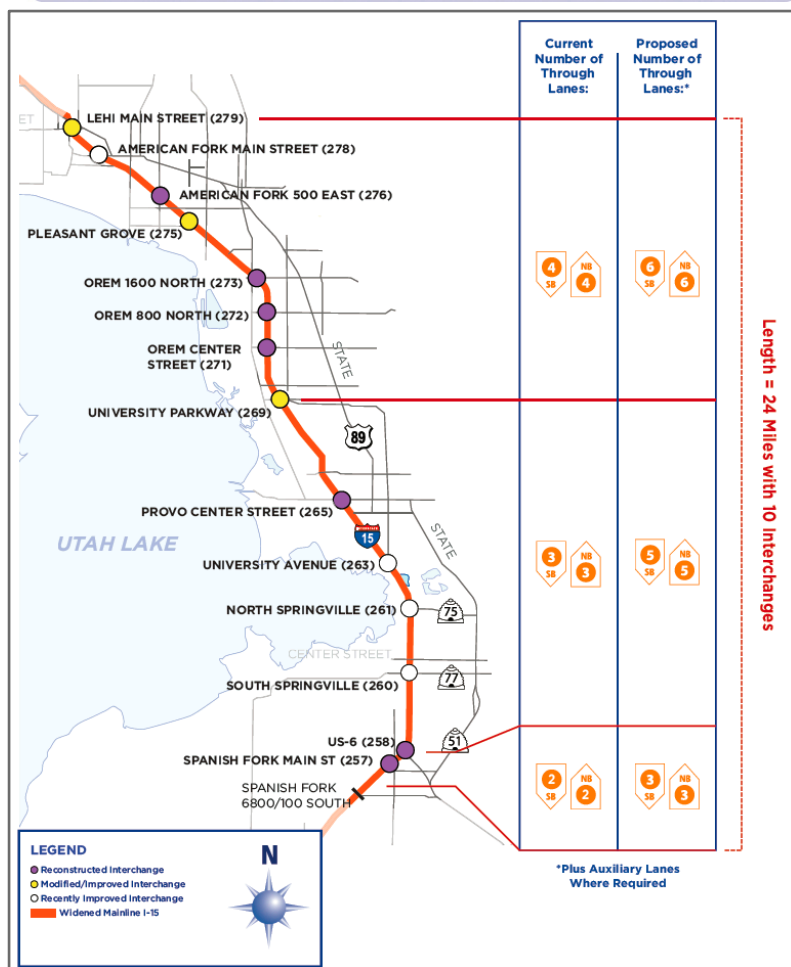 Current
Number of
Through
Lanes:
Proposed
Number of
Through
Lanes:*
ET
LEHI MAIN STREET (279)
AMERICAN FORK MAIN STREET (278)
AMERICAN FORK 500 EAST (276)
PLEASANT GROVE (275)
OREM 1600 NORTH (273)
OREM 800 NORTH (272)
OREM CENTER
STREET (271)
STATE
UNIVERSITY PARKWAY (269)
89
PROVO CENTER STREET (265)
15
STATE
UTAH LAKE
UNIVERSITY AVENUE (263)
NORTH SPRINGVILLE (261)
75
CENTER STREET
SOUTH SPRINGVILLE (260)
77
US-6 (258)
51
SPANISH FORK MAIN ST (257)
SPANISH FORK
6800/100 SOUTH
4
SB
NB
4
6
SB
NB
6
3
SB
NB
3
5
SB
NB
5
2
SB
NB
2
3
SB
NB
3
Length = 24 Miles with 10 Interchanges
*Plus Auxiliary Lanes
Where Required
LEGEND
Reconstructed Interchange
Modified/Improved Interchange
Recently Improved Interchange
Widened Mainline I-15
N